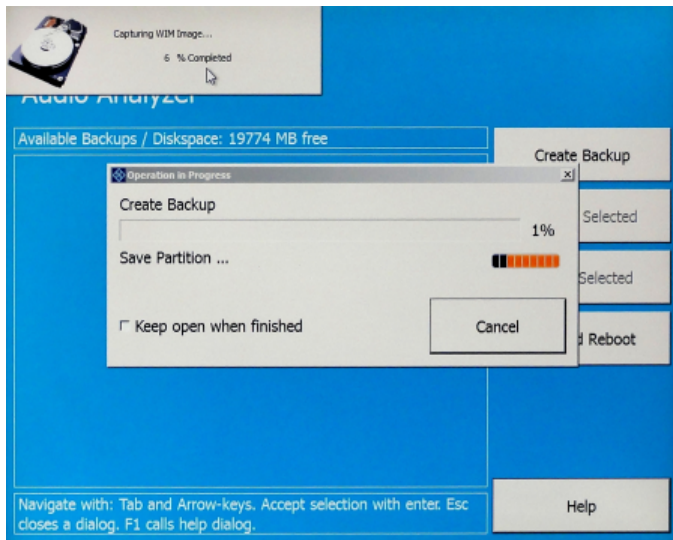 Capturing WIM Image...
6 % Completed
Audio Analyzer
Available Backups / Diskspace: 19774 MB free
Create Backup
Operation in Progress
Create Backup
1%
Selected
Save Partition ...
Selected
Keep open when finished
Cancel
Reboot
Navigate with: Tab and Arrow-keys. Accept selection with enter. Esc
closes a dialog. F1 calls help dialog.
Help